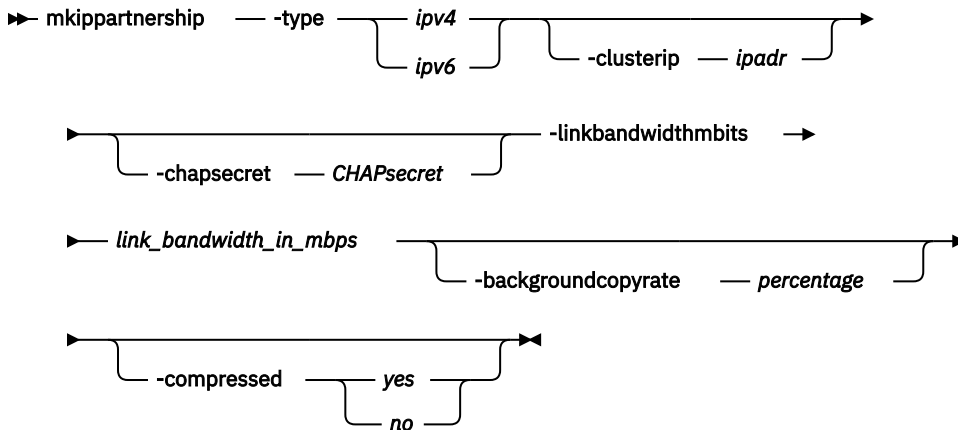 mkippartnership -type ipv4
ipv6
-clusterip ipadr
-linkbandwidthmbits
-chapsecret CHAPsecret
link_bandwidth_in_mbps
-backgroundcopyrate percentage
-compressed yes
no